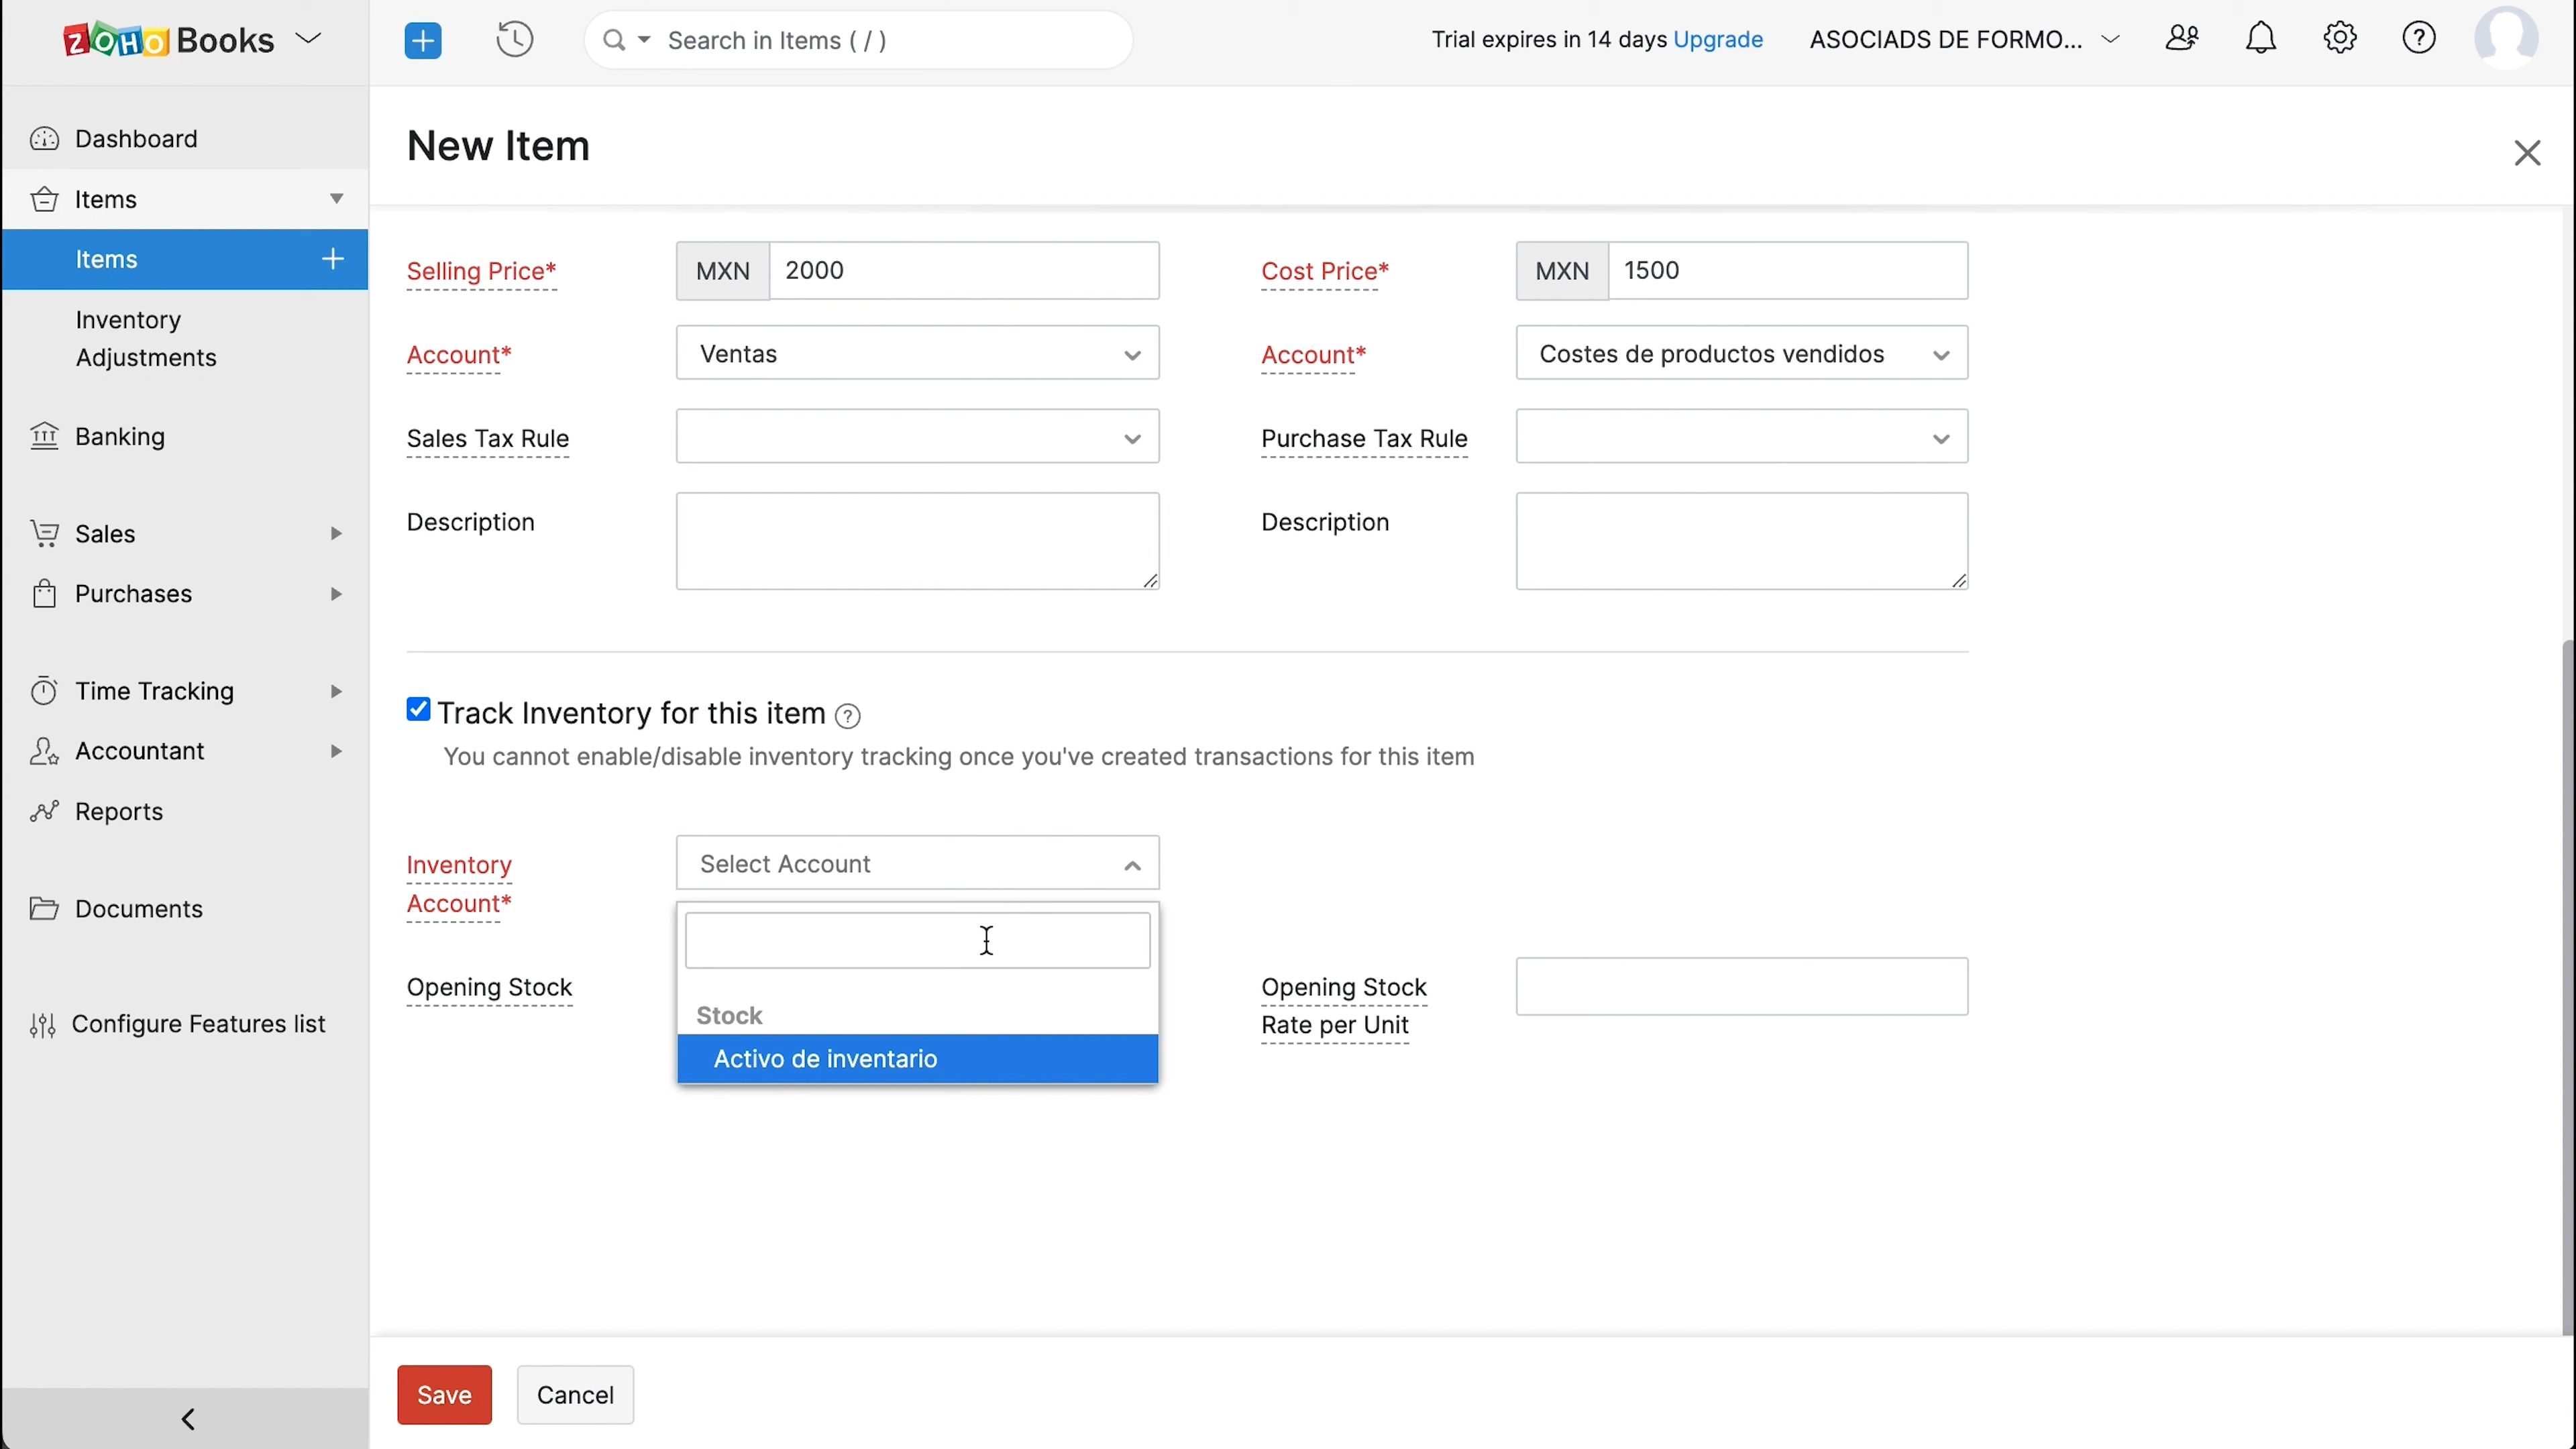 ZOHO Books
Search in Items ( / )
Trial expires in 14 days Upgrade
ASOCIADS DE FORMO...
Dashboard
Items
Items
Inventory
Adjustments
Banking
Sales
Purchases
Time Tracking
Accountant
Reports
Documents
Configure Features list
New Item
Selling Price*
MXN 2000
Cost Price*
MXN 1500
Account*
Ventas
Account*
Costes de productos vendidos
Sales Tax Rule
Purchase Tax Rule
Description
Description
Track Inventory for this item
You cannot enable/disable inventory tracking once you've created transactions for this item
Inventory
Account*
Select Account
Stock
Activo de inventario
Opening Stock
Opening Stock
Rate per Unit
Save
Cancel